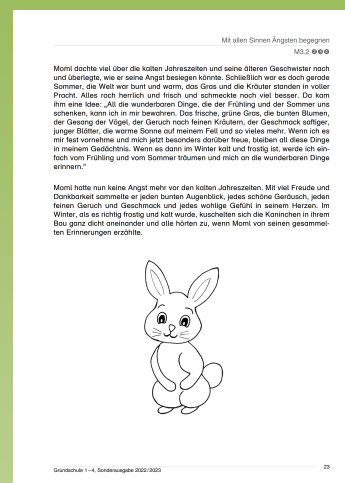 Mit allen Sinnen Ängsten begegnen
M3.2 ❷❸❹
Momi dachte viel über die kalten Jahreszeiten und seine älteren Geschwister nach
und überlegte, wie er seine Angst besiegen könnte. Schließlich war es doch gerade
Sommer, die Welt war bunt und warm, das Gras und die Kräuter standen in voller
Pracht. Alles roch herrlich und frisch und schmeckte noch viel besser. Da kam
ihm eine Idee: „All die wunderbaren Dinge, die der Frühling und der Sommer uns
schenken, kann ich in mir bewahren. Das frische, grüne Gras, die bunten Blumen,
der Gesang der Vögel, der Geruch nach feinen Kräutern, der Geschmack saftiger,
junger Blätter, die warme Sonne auf meinem Fell und so vieles mehr. Wenn ich es
mir fest vornehme und mich jetzt besonders darüber freue, bleiben all diese Dinge
in meinem Gedächtnis. Wenn es dann im Winter kalt und frostig ist, werde ich ein-
fach vom Frühling und vom Sommer träumen und mich an die wunderbaren Dinge
erinnern.“
Momi hatte nun keine Angst mehr vor den kalten Jahreszeiten. Mit viel Freude und
Dankbarkeit sammelte er jeden bunten Augenblick, jedes schöne Geräusch, jeden
feinen Geruch und Geschmack und jedes wohlige Gefühl in seinem Herzen. Im
Winter, als es richtig frostig und kalt wurde, kuschelten sich die Kaninchen in ihrem
Bau ganz dicht aneinander und alle hörten zu, wenn Momi von seinen gesammel-
ten Erinnerungen erzählte.
Grundschule 1–4, Sonderausgabe 2022/2023
23